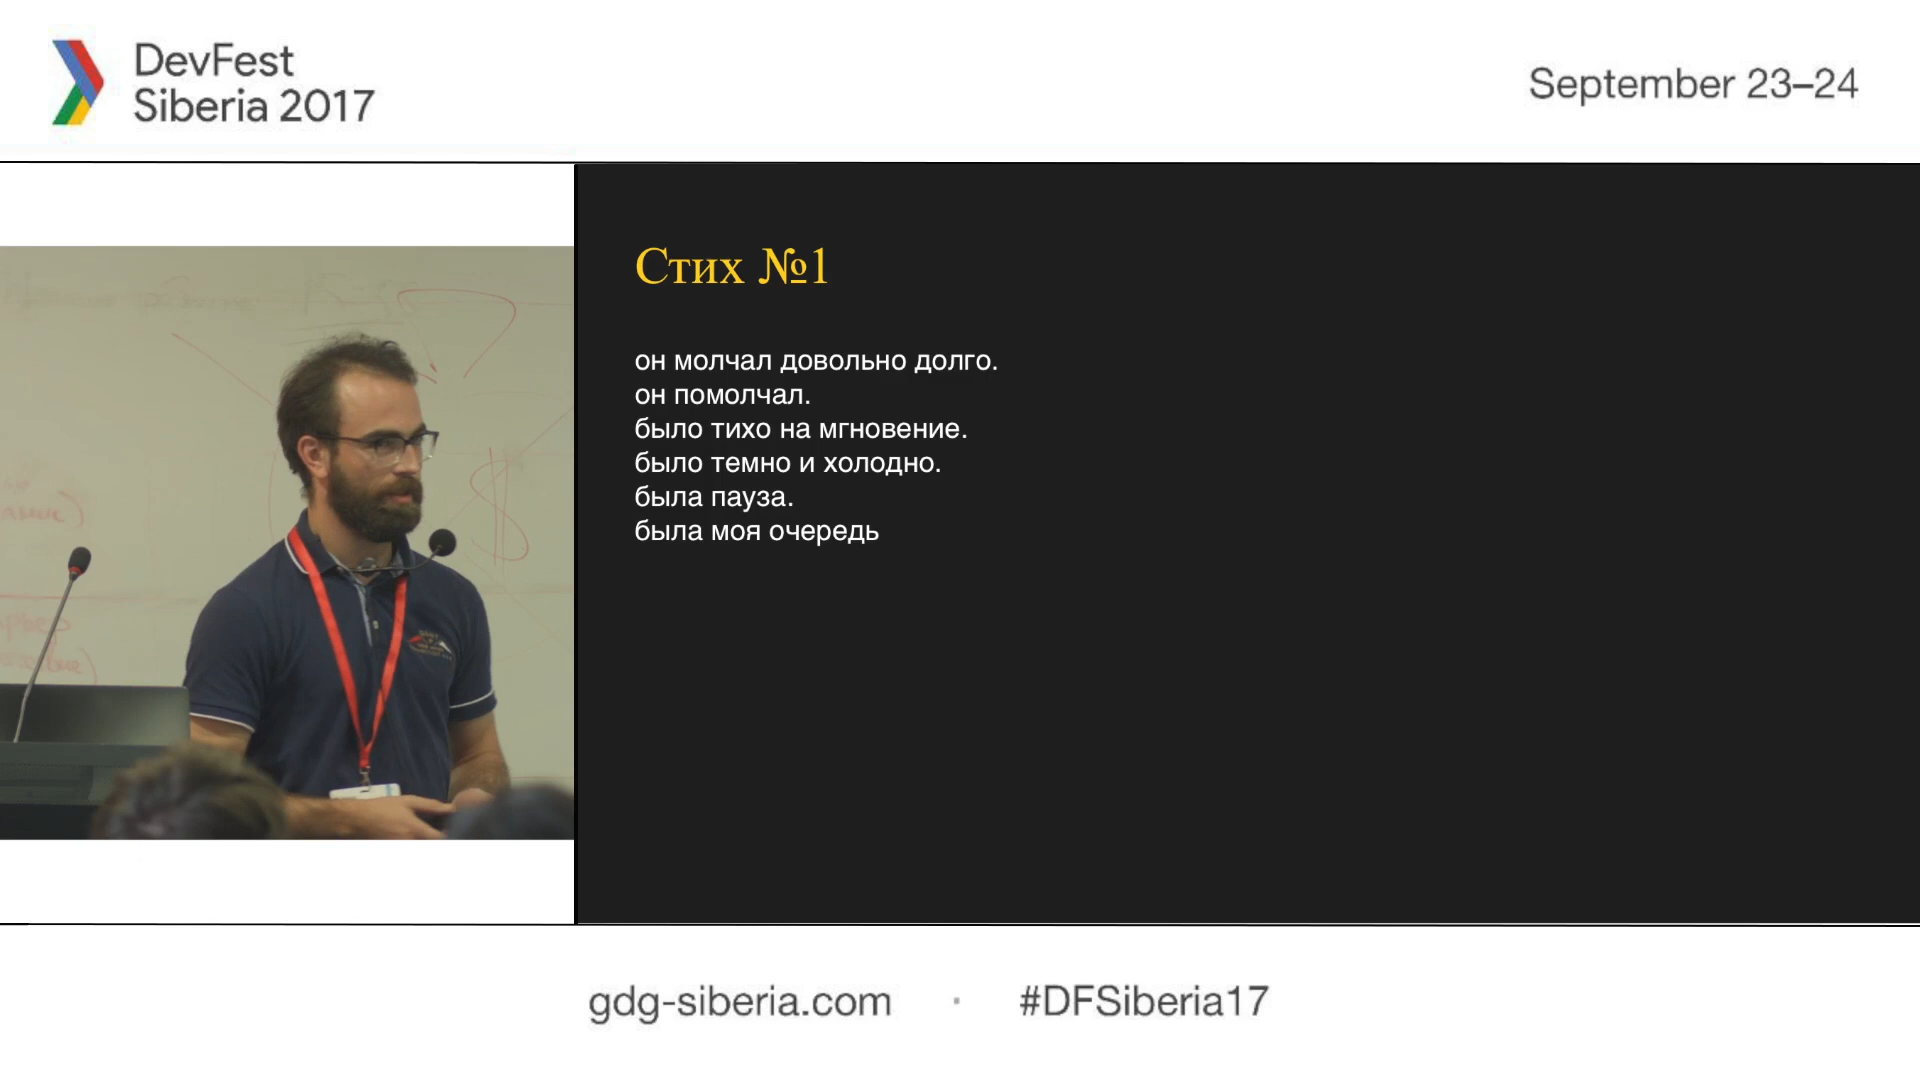 DevFest
Siberia 2017
September 23–24
Стих №1
он молчал довольно долго.
он помолчал.
было тихо на мгновение.
было темно и холодно.
была пауза.
была моя очередь
gdg-siberia.com · #DFSiberia17